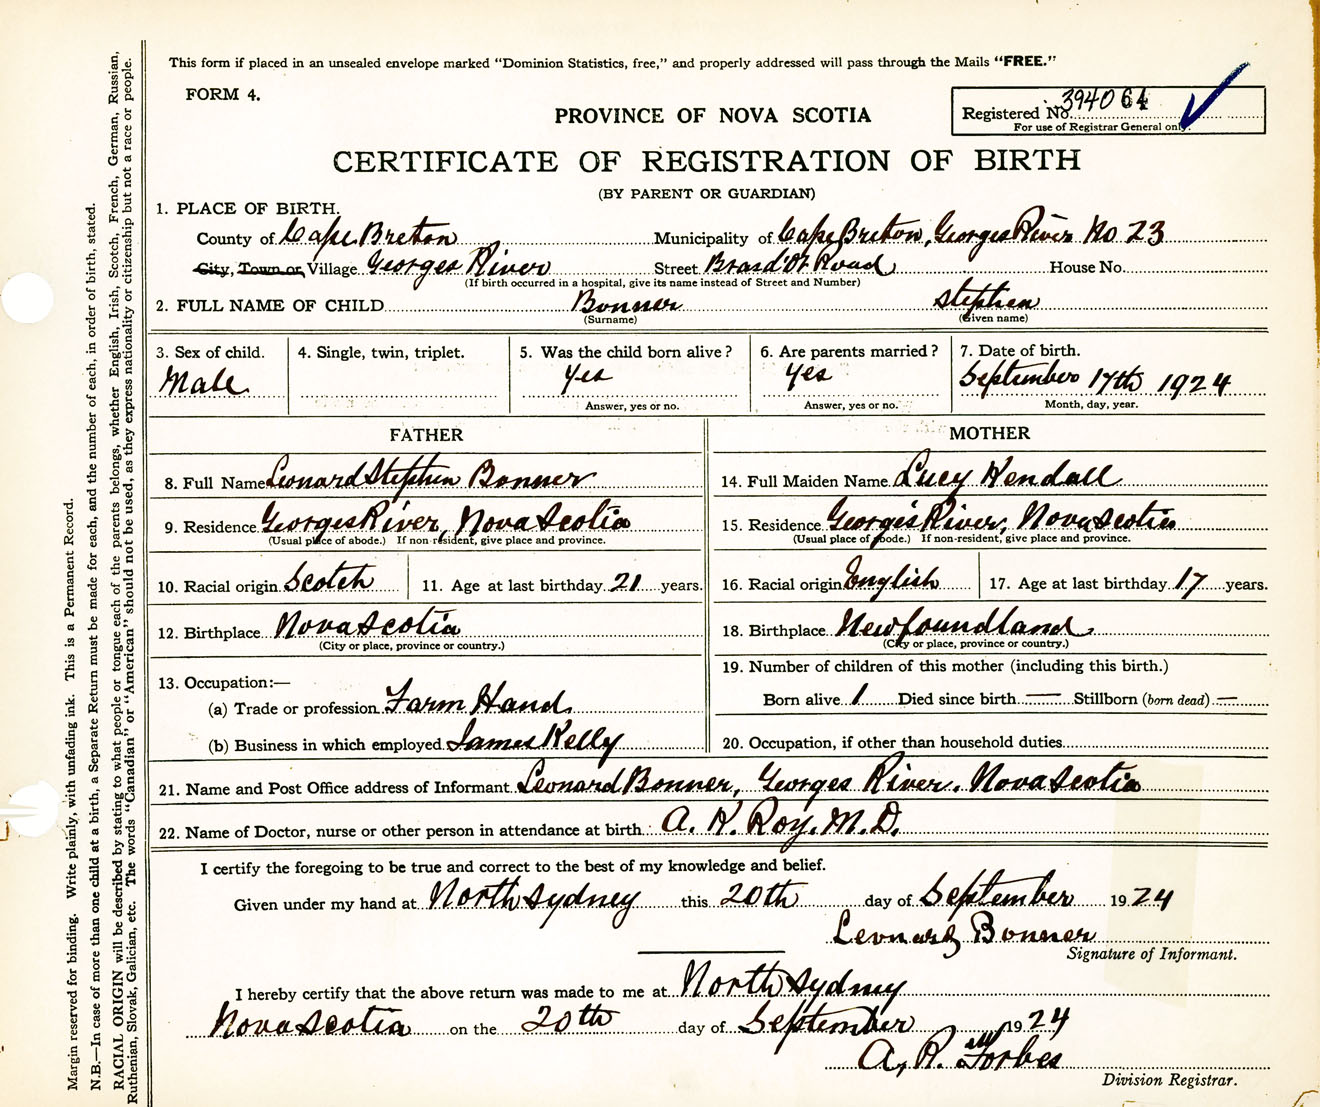 This form if placed in an unsealed envelope marked "Dominion Statistics, free," and properly addressed will pass through the Mails "FREE."
FORM 4.
PROVINCE OF NOVA SCOTIA
Registered No. 394064
For use of Registrar General only.
CERTIFICATE OF REGISTRATION OF BIRTH
(BY PARENT OR GUARDIAN)
1. PLACE OF BIRTH.
County of Cape Breton Municipality of Cape Breton, Georges River No 23
City, Town or Village Georges River Street Brasd'Or Road House No.
(If birth occurred in a hospital, give its name instead of Street and Number)
2. FULL NAME OF CHILD Bonner Stephen
(Surname) (Given name)
3. Sex of child. 4. Single, twin, triplet. 5. Was the child born alive? 6. Are parents married? 7. Date of birth.
Male Yes Yes September 17th 1924
Answer, yes or no. Answer, yes or no. Month, day, year.
FATHER MOTHER
8. Full Name Leonard Stephen Bonner 14. Full Maiden Name Lucy Kendall
9. Residence Georges River, Nova Scotia 15. Residence George's River, Nova Scotia
(Usual place of abode.) If non-resident, give place and province. (Usual place of abode.) If non-resident, give place and province.
10. Racial origin Scotch 11. Age at last birthday 21 years. 16. Racial origin English 17. Age at last birthday 17 years.
12. Birthplace Nova Scotia 18. Birthplace Newfoundland
(City or place, province or country.) (City or place, province or country.)
13. Occupation:— 19. Number of children of this mother (including this birth.)
(a) Trade or profession Farm Hand Born alive 1 Died since birth — Stillborn (born dead) —
(b) Business in which employed James Kelly 20. Occupation, if other than household duties
21. Name and Post Office address of Informant Leonard Bonner, Georges River, Nova Scotia
22. Name of Doctor, nurse or other person in attendance at birth A. K. Roy. M. D.
I certify the foregoing to be true and correct to the best of my knowledge and belief.
Given under my hand at North Sydney this 20th day of September 1924
Leonard Bonner
Signature of Informant.
I hereby certify that the above return was made to me at North Sydney
Nova Scotia on the 20th day of September 1924
A. R. Forbes
Division Registrar.
Margin reserved for binding. Write plainly, with unfading ink. This is a Permanent Record.
N.B.—In case of more than one child at a birth, a Separate Return must be made for each, and the number of each, in order of birth, stated.
RACIAL ORIGIN will be described by stating to what people or tongue each of the parents belongs, whether English, Irish, Scotch, French, German, Russian,
Ruthenian, Slovak, Galician, etc. The words "Canadian" or "American" should not be used, as they express nationality or citizenship but not a race or people.